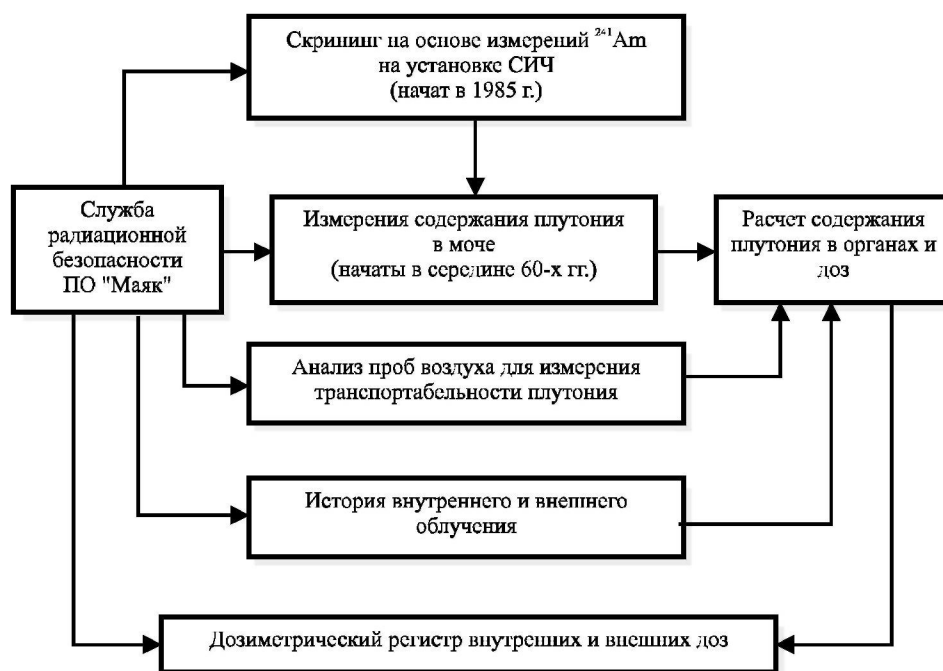 Скрининг на основе измерений ²⁴¹Am
на установке СИЧ
(начат в 1985 г.)
Служба
радиационной
безопасности
ПО "Маяк"
Измерения содержания плутония
в моче
(начаты в середине 60-х гг.)
Расчет содержания
плутония в органах и
доз
Анализ проб воздуха для измерения
транспортабельности плутония
История внутреннего и внешнего
облучения
Дозиметрический регистр внутренних и внешних доз